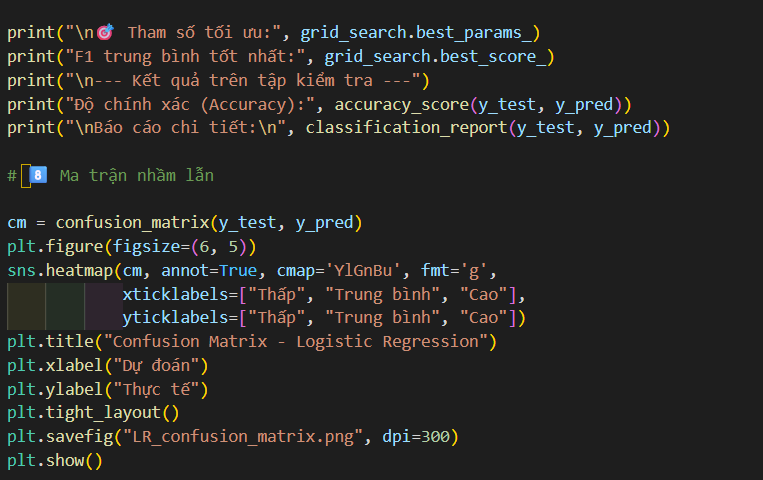 print("\n🎯 Tham số tối ưu:", grid_search.best_params_)
print("F1 trung bình tốt nhất:", grid_search.best_score_)
print("\n--- Kết quả trên tập kiểm tra ---")
print("Độ chính xác (Accuracy):", accuracy_score(y_test, y_pred))
print("\nBáo cáo chi tiết:\n", classification_report(y_test, y_pred))
# 8️⃣ Ma trận nhầm lẫn
cm = confusion_matrix(y_test, y_pred)
plt.figure(figsize=(6, 5))
sns.heatmap(cm, annot=True, cmap='YlGnBu', fmt='g',
xticklabels=["Thấp", "Trung bình", "Cao"],
yticklabels=["Thấp", "Trung bình", "Cao"])
plt.title("Confusion Matrix - Logistic Regression")
plt.xlabel("Dự đoán")
plt.ylabel("Thực tế")
plt.tight_layout()
plt.savefig("LR_confusion_matrix.png", dpi=300)
plt.show()